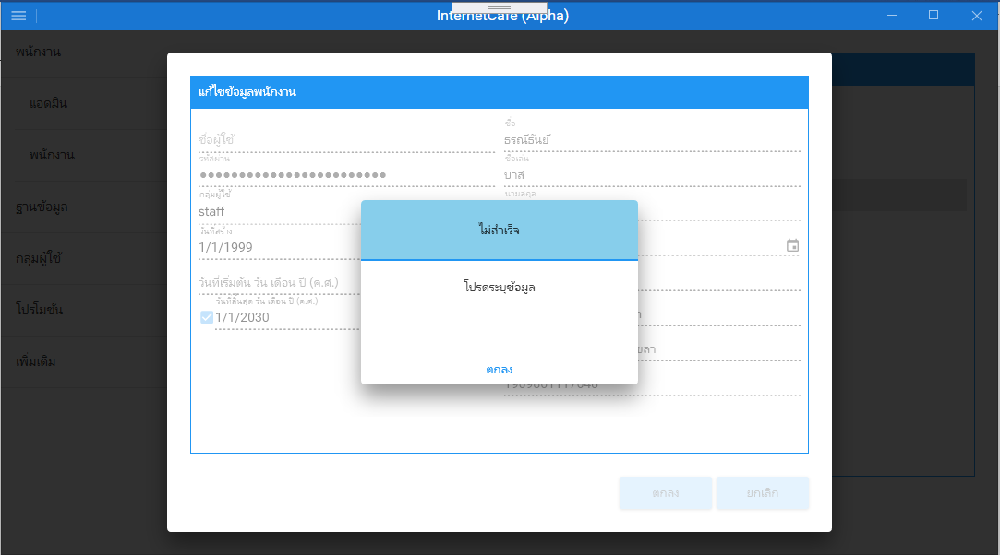 InternetCafe (Alpha)
พนักงาน
แอดมิน
พนักงาน
ฐานข้อมูล
กลุ่มผู้ใช้
โปรโมชั่น
เพิ่มเติม
แก้ไขข้อมูลพนักงาน
ชื่อผู้ใช้
รหัสผ่าน
●●●●●●●●●●●●●●●●●●●●●●●●
กลุ่มผู้ใช้
staff
วันที่สร้าง
1/1/1999
วันที่เริ่มต้น วัน เดือน ปี (ค.ศ.)
วันที่สิ้นสุด วัน เดือน ปี (ค.ศ.)
1/1/2030
ชื่อ
ธรณ์ธันย์
ชื่อเล่น
บาส
นามสกุล
ไม่สำเร็จ
โปรดระบุข้อมูล
ตกลง
ตกลง
ยกเลิก